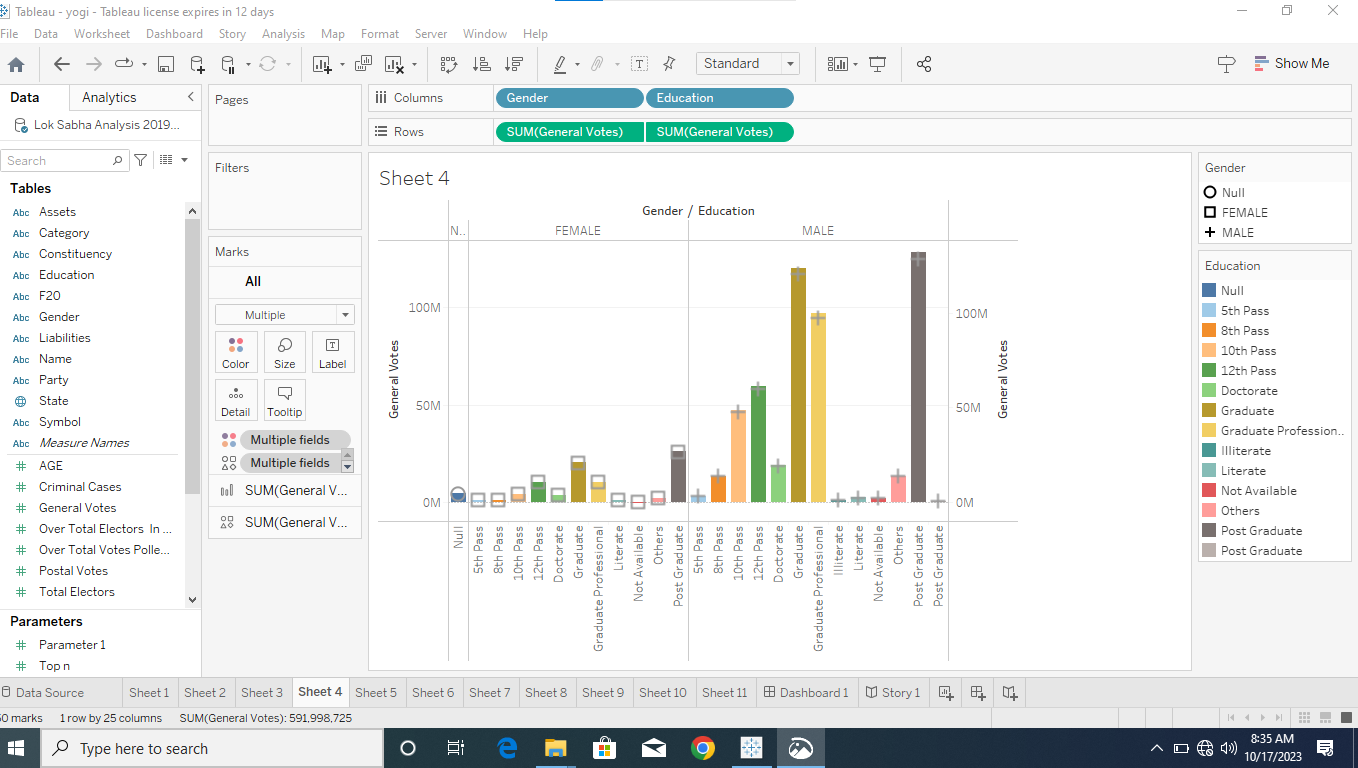 Tableau - yogi - Tableau license expires in 12 days
File Data Worksheet Dashboard Story Analysis Map Format Server Window Help
Standard
Show Me
Data Analytics
Pages
Columns
Gender
Education
Lok Sabha Analysis 2019...
Rows
SUM(General Votes)
SUM(General Votes)
Search
Filters
Sheet 4
Gender
Null
FEMALE
MALE
Tables
Abc Assets
Abc Category
Abc Constituency
Abc Education
Abc F20
Abc Gender
Abc Liabilities
Abc Name
Abc Party
State
Abc Symbol
Abc Measure Names
AGE
Criminal Cases
General Votes
Over Total Electors In ...
Over Total Votes Polle...
Postal Votes
Total Electors
Parameters
Parameter 1
Top n
Marks
All
Multiple
Color
Size
Label
Detail
Tooltip
Multiple fields
Multiple fields
SUM(General V...
SUM(General V...
Gender / Education
N..
FEMALE
MALE
General Votes
100M
50M
0M
100M
50M
0M
General Votes
Null
5th Pass
8th Pass
10th Pass
12th Pass
Doctorate
Graduate
Graduate Professional
Literate
Not Available
Others
Post Graduate
5th Pass
8th Pass
10th Pass
12th Pass
Doctorate
Graduate
Graduate Professional
Illiterate
Literate
Not Available
Others
Post Graduate
Post Graduate
Education
Null
5th Pass
8th Pass
10th Pass
12th Pass
Doctorate
Graduate
Graduate Profession..
Illiterate
Literate
Not Available
Others
Post Graduate
Post Graduate
Data Source Sheet 1 Sheet 2 Sheet 3 Sheet 4 Sheet 5 Sheet 6 Sheet 7 Sheet 8 Sheet 9 Sheet 10 Sheet 11 Dashboard 1 Story 1
marks 1 row by 25 columns SUM(General Votes): 591,998,725
Type here to search
8:35 AM
10/17/2023